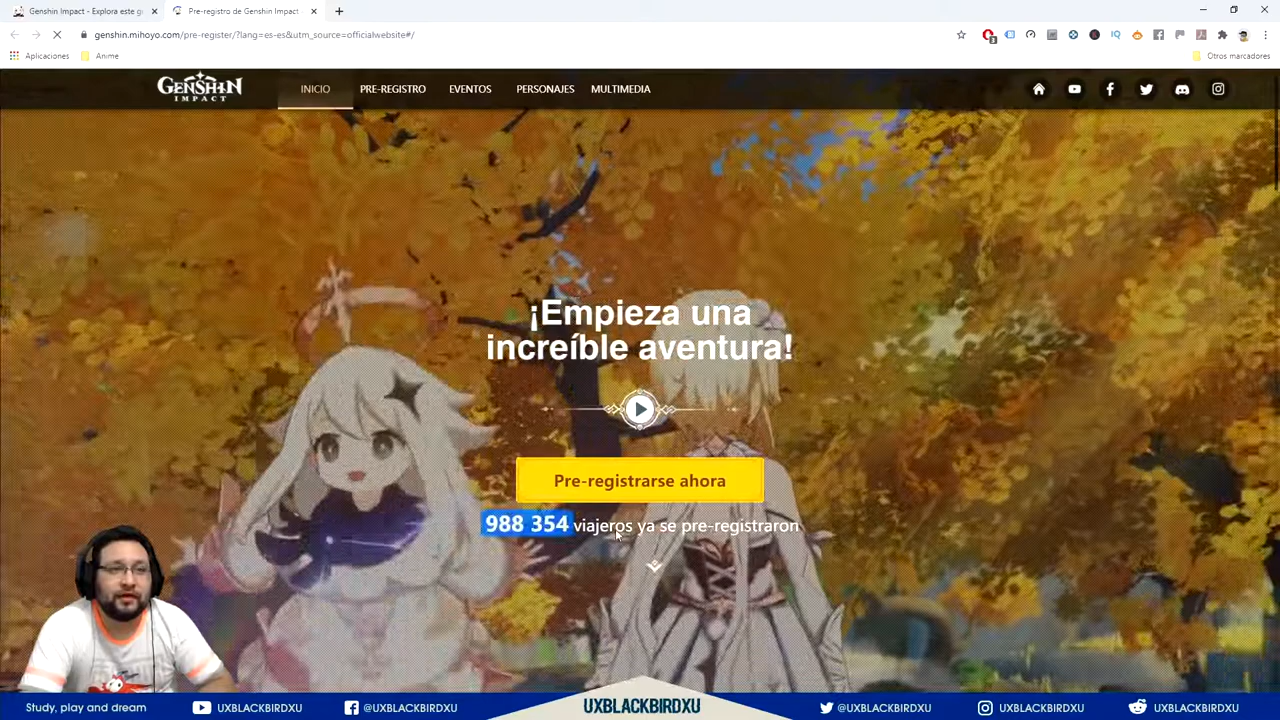 Genshin Impact - Explora este g
Pre-registro de Genshin Impact
genshin.mihoyo.com/pre-register/?lang=es-es&utm_source=officialwebsite#/
3
IQ
Aplicaciones
Anime
Otros marcadores
GENSHIN
IMPACT
INICIO
PRE-REGISTRO
EVENTOS
PERSONAJES
MULTIMEDIA
¡Empieza una
increíble aventura!
Pre-registrarse ahora
988 354 viajeros ya se pre-registraron
Study, play and dream
UXBLACKBIRDXU
@UXBLACKBIRDXU
UXBLACKBIRDXU
@UXBLACKBIRDXU
UXBLACKBIRDXU
UXBLACKBIRDXU